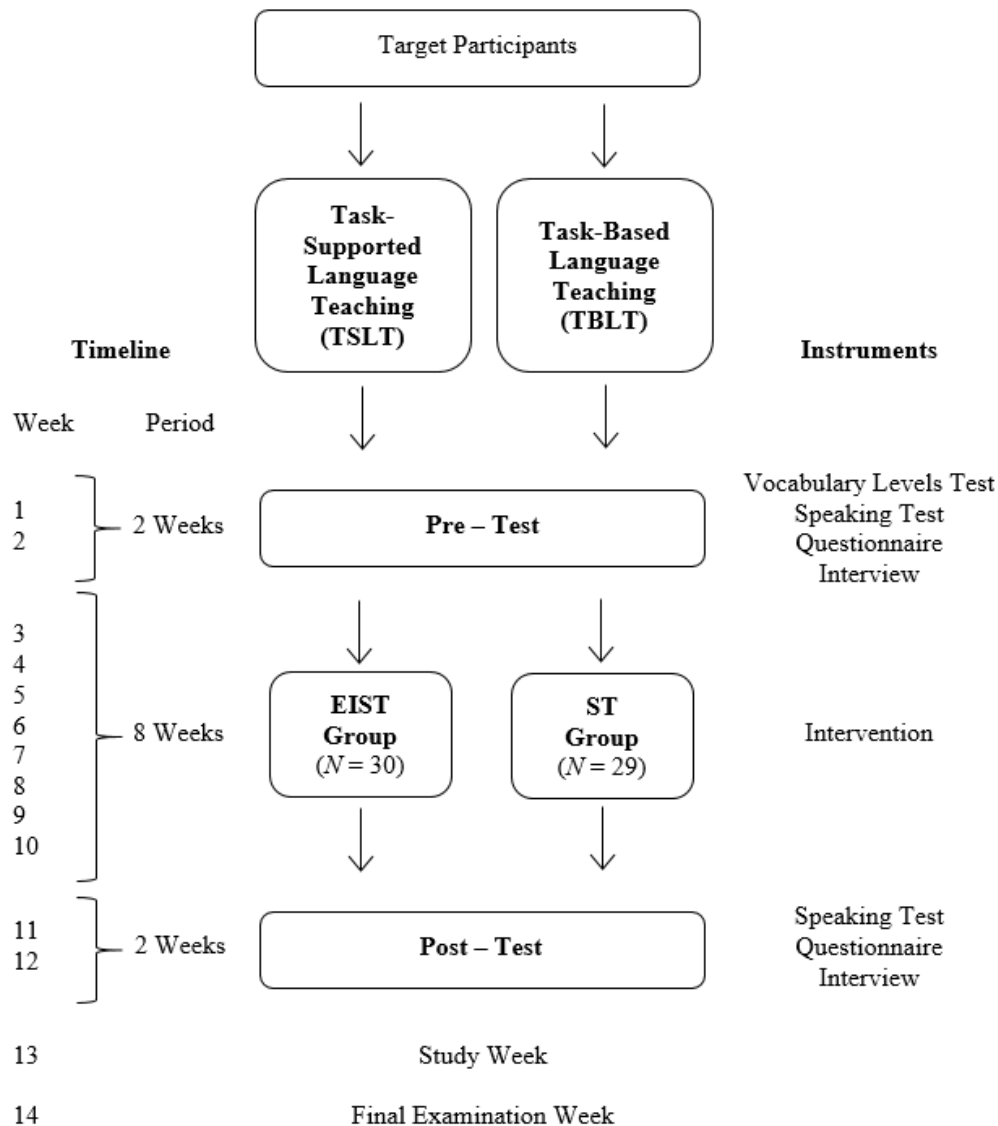 Target Participants
Task-
Supported
Language
Teaching
(TSLT)
Task-Based
Language
Teaching
(TBLT)
Timeline
Instruments
Week
Period
1
2
2 Weeks
Pre – Test
Vocabulary Levels Test
Speaking Test
Questionnaire
Interview
3
4
5
6
7
8
9
10
8 Weeks
EIST
Group
(N = 30)
ST
Group
(N = 29)
Intervention
11
12
2 Weeks
Post – Test
Speaking Test
Questionnaire
Interview
13
Study Week
14
Final Examination Week